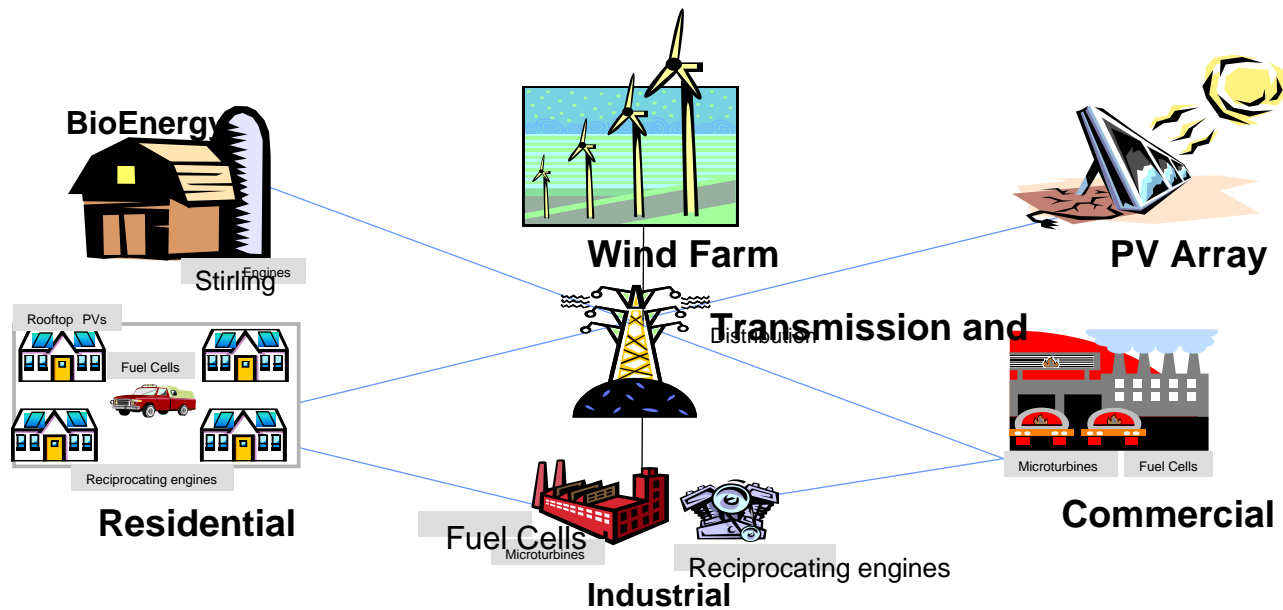 BioEnergy
Wind Farm
PV Array
Stirling
Engines
Transmission and
Distribution
Rooftop PVs
Fuel Cells
Reciprocating engines
Residential
Microturbines
Fuel Cells
Commercial
Fuel Cells
Microturbines
Reciprocating engines
Industrial